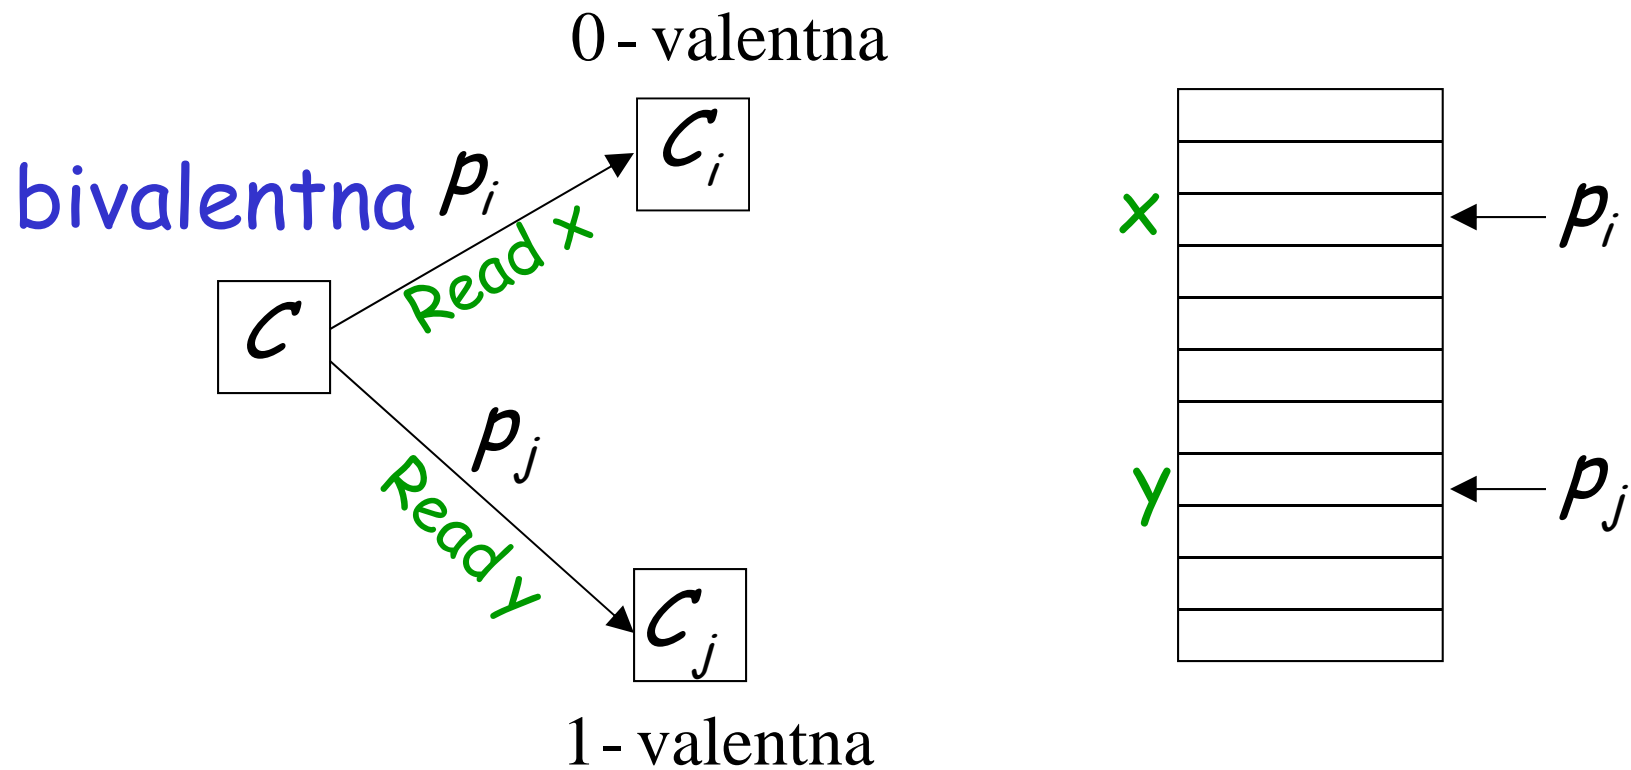 0 - valentna
bivalentna
p_i
C_i
Read x
C
p_j
Read y
C_j
1 - valentna
x
p_i
y
p_j